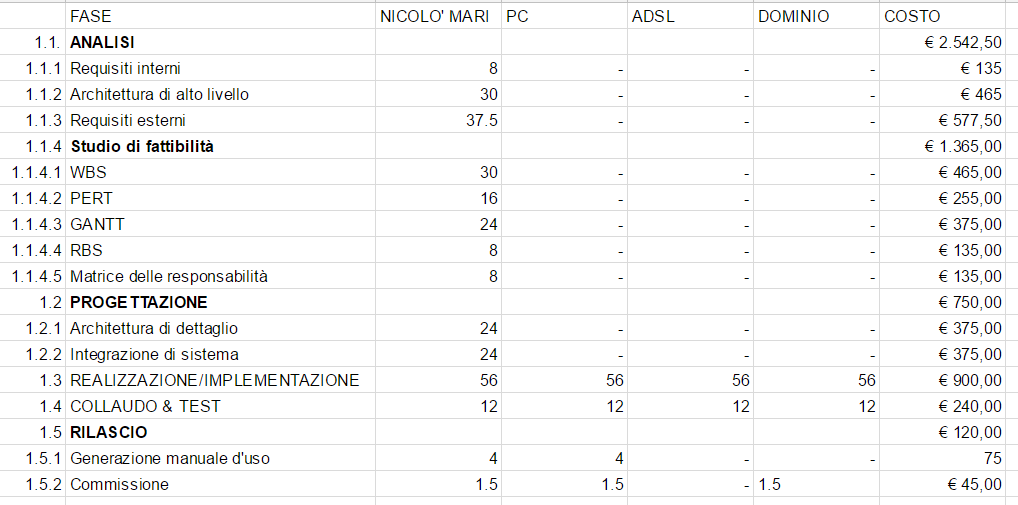 FASE NICOLO' MARI PC ADSL DOMINIO COSTO
1.1. ANALISI € 2.542,50
1.1.1 Requisiti interni 8 - - - € 135
1.1.2 Architettura di alto livello 30 - - - € 465
1.1.3 Requisiti esterni 37.5 - - - € 577,50
1.1.4 Studio di fattibilità € 1.365,00
1.1.4.1 WBS 30 - - - € 465,00
1.1.4.2 PERT 16 - - - € 255,00
1.1.4.3 GANTT 24 - - - € 375,00
1.1.4.4 RBS 8 - - - € 135,00
1.1.4.5 Matrice delle responsabilità 8 - - - € 135,00
1.2 PROGETTAZIONE € 750,00
1.2.1 Architettura di dettaglio 24 - - - € 375,00
1.2.2 Integrazione di sistema 24 - - - € 375,00
1.3 REALIZZAZIONE/IMPLEMENTAZIONE 56 56 56 56 € 900,00
1.4 COLLAUDO & TEST 12 12 12 12 € 240,00
1.5 RILASCIO € 120,00
1.5.1 Generazione manuale d'uso 4 4 - - 75
1.5.2 Commissione 1.5 1.5 - 1.5 € 45,00